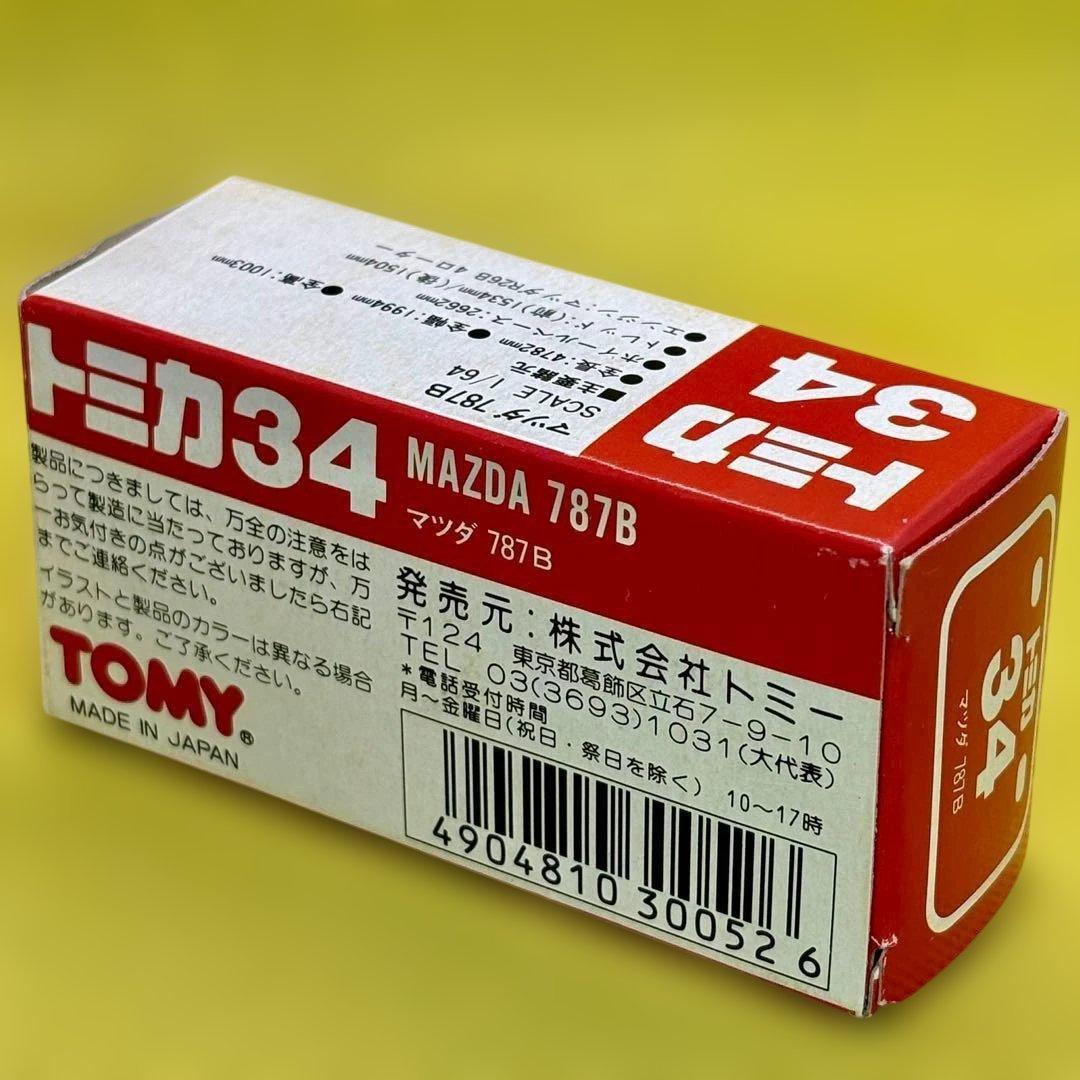 マツダ 787B
SCALE 1/64
■主要諸元
●全長:4782mm ●全幅:1994mm ●全高:1003mm
●ホイールベース:2662mm
●トレッド:(前)1534mm/(後)1504mm
●エンジン:マツダR26B 4ローター
トミカ
34
トミカ34
MAZDA 787B
マツダ 787B
製品につきましては、万全の注意をは
らって製造に当たっておりますが、万
一お気付きの点がございましたら右記
までご連絡ください。
イラストと製品のカラーは異なる場合
があります。ご了承ください。
TOMY®
MADE IN JAPAN
発売元:株式会社トミー
〒124 東京都葛飾区立石7-9-10
TEL 03(3693)1031(大代表)
*電話受付時間
月~金曜日(祝日・祭日を除く) 10~17時
4904810 300526
トミカ
34
マツダ 787B